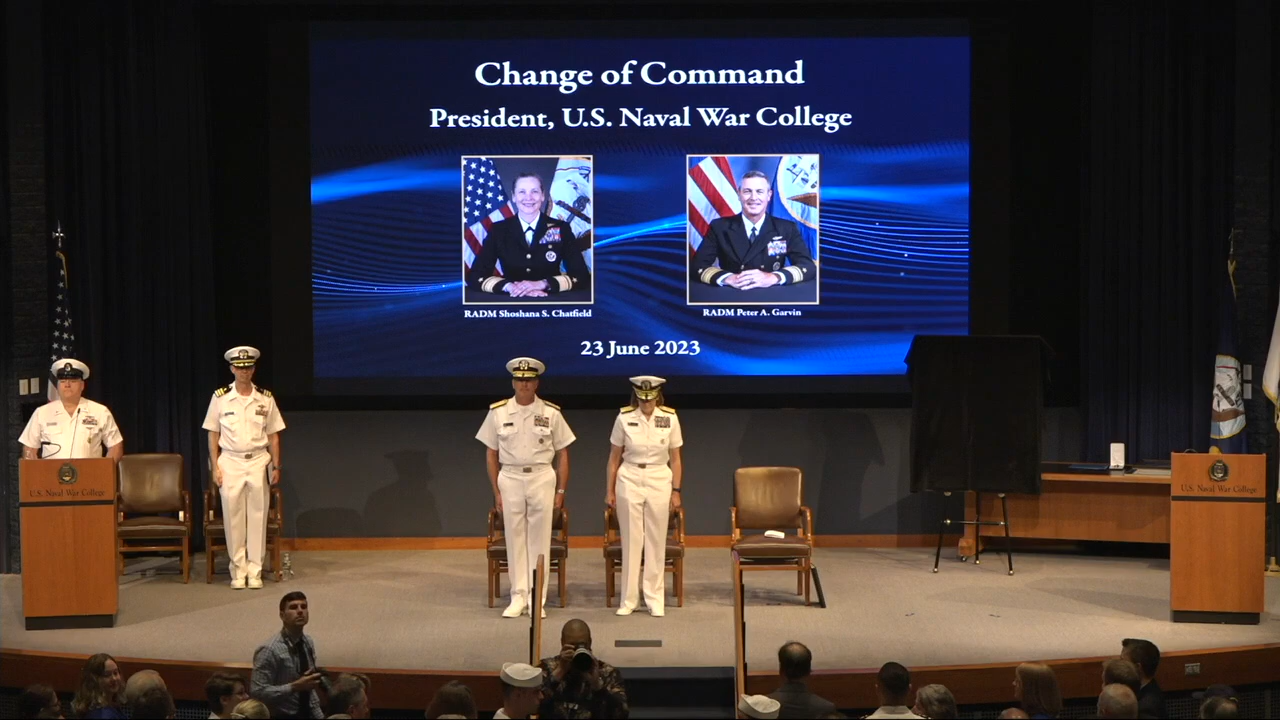 Change of Command
President, U.S. Naval War College
RADM Shoshana S. Chatfield
RADM Peter A. Garvin
23 June 2023
U.S. Naval War College
U.S. Naval War College